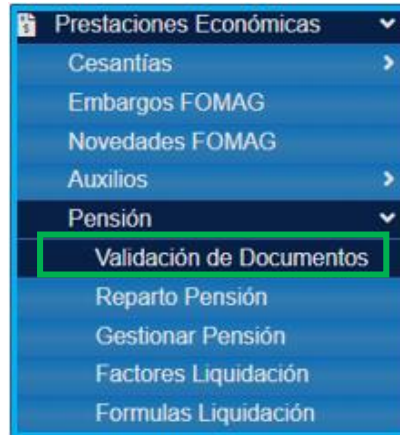 Prestaciones Económicas
Cesantías
Embargos FOMAG
Novedades FOMAG
Auxilios
Pensión
Validación de Documentos
Reparto Pensión
Gestionar Pensión
Factores Liquidación
Formulas Liquidación